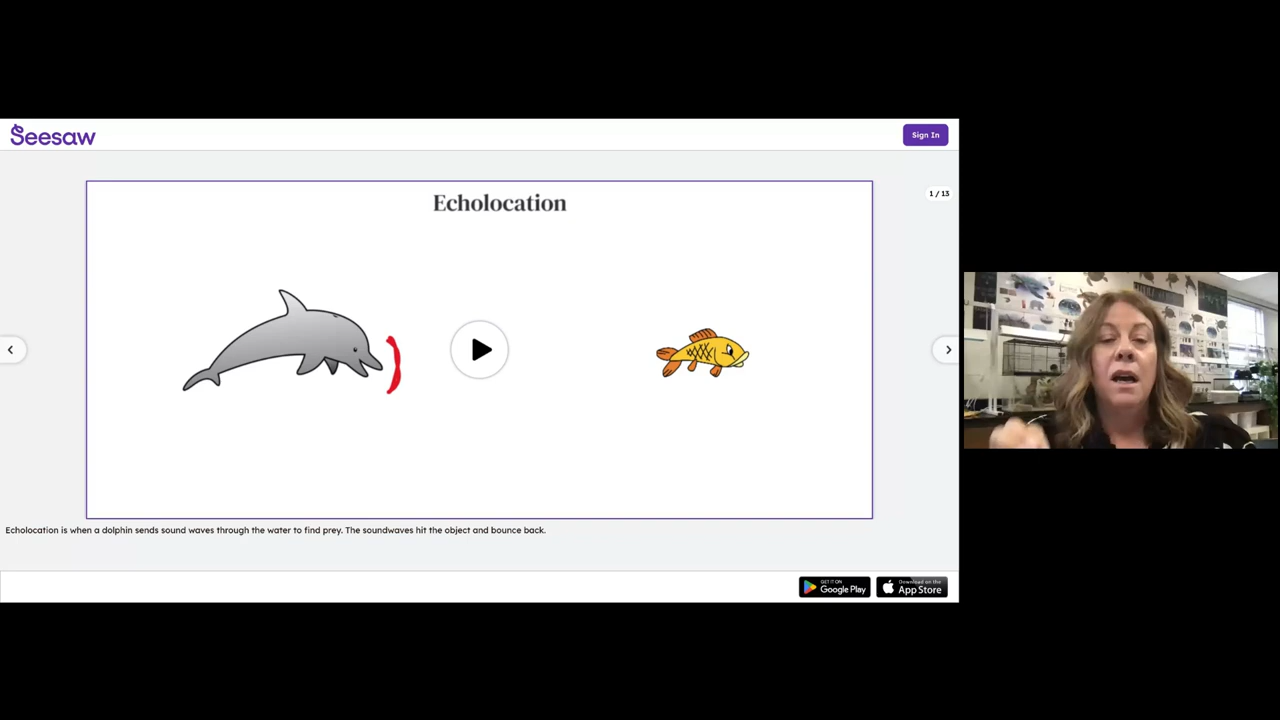 Seesaw
Sign In
1 / 13
Echolocation
Echolocation is when a dolphin sends sound waves through the water to find prey. The soundwaves hit the object and bounce back.
GET IT ON
Google Play
Download on the
App Store